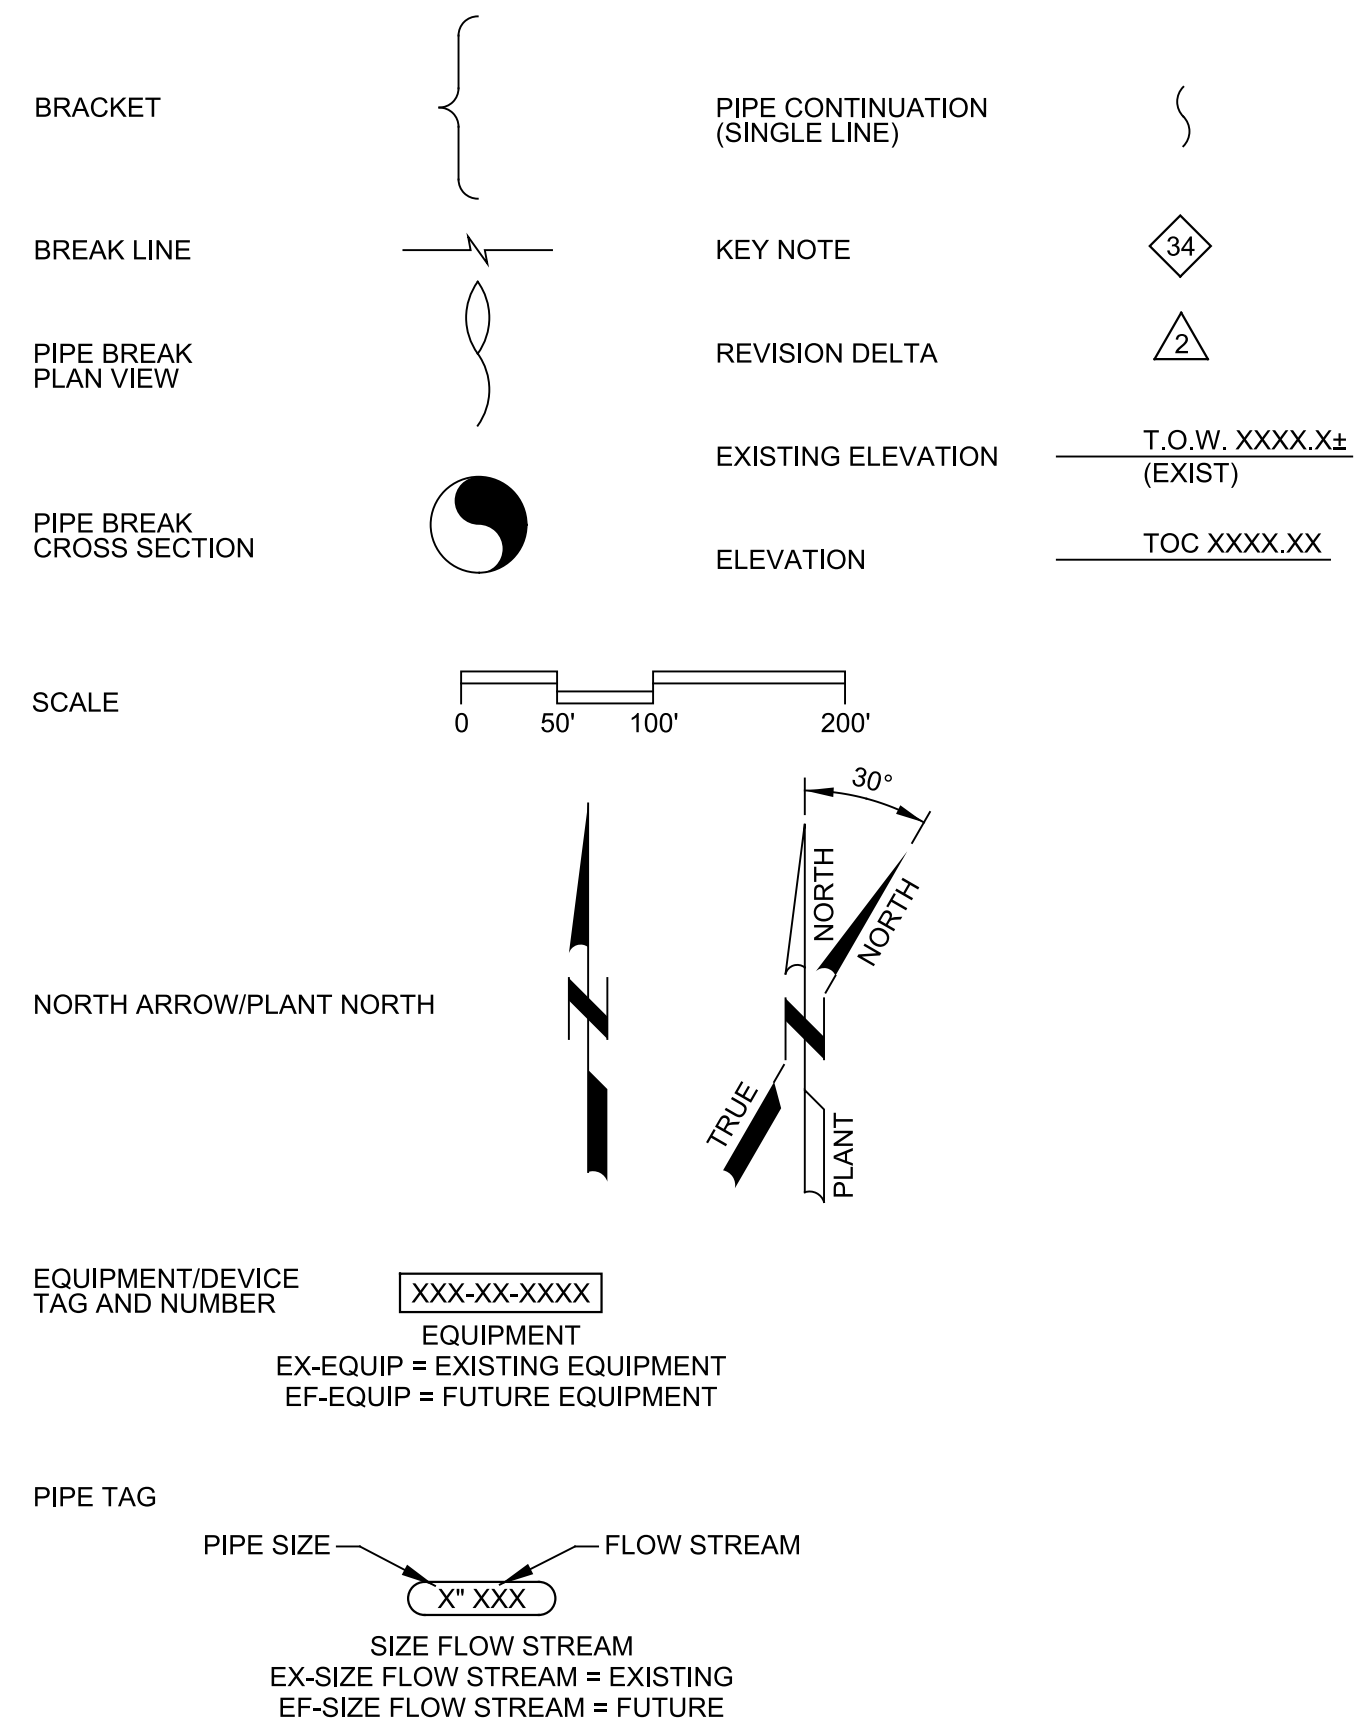 BRACKET
PIPE CONTINUATION
(SINGLE LINE)
BREAK LINE
KEY NOTE
34
PIPE BREAK
PLAN VIEW
REVISION DELTA
2
EXISTING ELEVATION
T.O.W. XXXX.X±
(EXIST)
PIPE BREAK
CROSS SECTION
ELEVATION
TOC XXXX.XX
SCALE
0 50' 100' 200'
30°
NORTH
NORTH
NORTH ARROW/PLANT NORTH
TRUE
PLANT
EQUIPMENT/DEVICE
TAG AND NUMBER
XXX-XX-XXXX
EQUIPMENT
EX-EQUIP = EXISTING EQUIPMENT
EF-EQUIP = FUTURE EQUIPMENT
PIPE TAG
PIPE SIZE
FLOW STREAM
X" XXX
SIZE FLOW STREAM
EX-SIZE FLOW STREAM = EXISTING
EF-SIZE FLOW STREAM = FUTURE